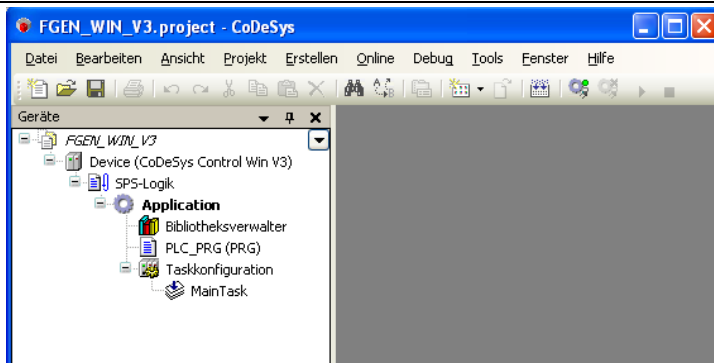 FGEN_WIN_V3.project - CoDeSys
Datei Bearbeiten Ansicht Projekt Erstellen Online Debug Tools Fenster Hilfe
Geräte
FGEN_WIN_V3
Device (CoDeSys Control Win V3)
SPS-Logik
Application
Bibliotheksverwalter
PLC_PRG (PRG)
Taskkonfiguration
MainTask